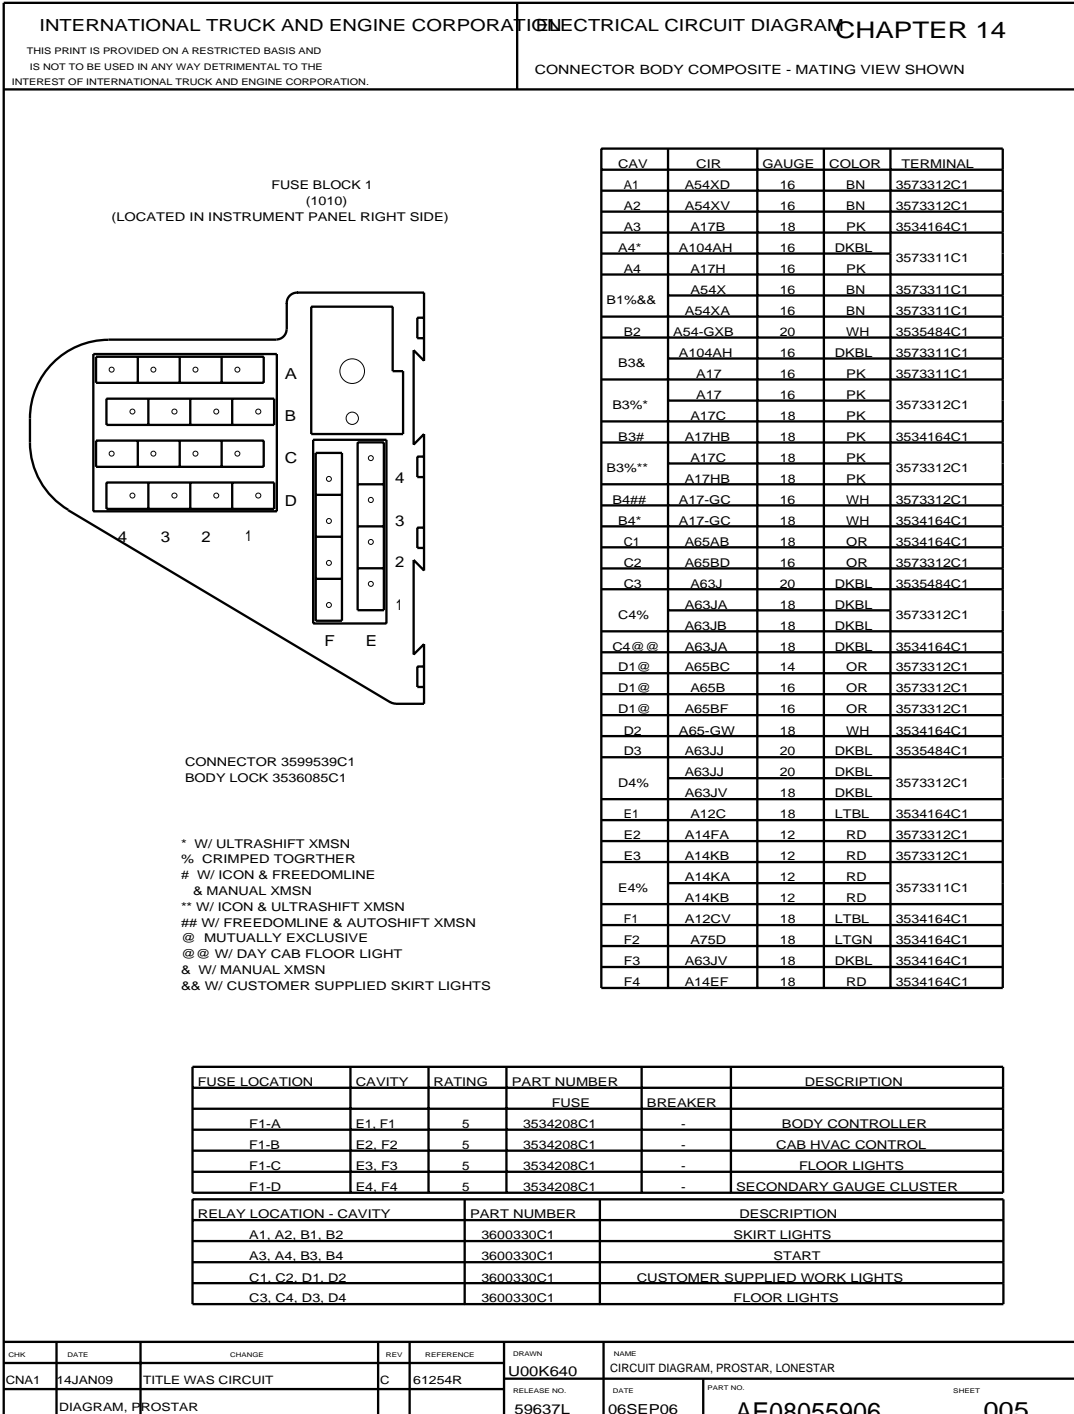 INTERNATIONAL TRUCK AND ENGINE CORPORATION
THIS PRINT IS PROVIDED ON A RESTRICTED BASIS AND
IS NOT TO BE USED IN ANY WAY DETRIMENTAL TO THE
INTEREST OF INTERNATIONAL TRUCK AND ENGINE CORPORATION.
ELECTRICAL CIRCUIT DIAGRAM
CHAPTER 14
CONNECTOR BODY COMPOSITE - MATING VIEW SHOWN
FUSE BLOCK 1
(1010)
(LOCATED IN INSTRUMENT PANEL RIGHT SIDE)
A
B
C
D
4 3 2 1
4
3
2
1
F E
CONNECTOR 3599539C1
BODY LOCK 3536085C1
* W/ ULTRASHIFT XMSN
% CRIMPED TOGRTHER
# W/ ICON & FREEDOMLINE
& MANUAL XMSN
** W/ ICON & ULTRASHIFT XMSN
## W/ FREEDOMLINE & AUTOSHIFT XMSN
@ MUTUALLY EXCLUSIVE
@@ W/ DAY CAB FLOOR LIGHT
& W/ MANUAL XMSN
&& W/ CUSTOMER SUPPLIED SKIRT LIGHTS
CAV CIR GAUGE COLOR TERMINAL
A1 A54XD 16 BN 3573312C1
A2 A54XV 16 BN 3573312C1
A3 A17B 18 PK 3534164C1
A4* A104AH 16 DKBL 3573311C1
A4 A17H 16 PK
B1%&& A54X 16 BN 3573311C1
A54XA 16 BN 3573311C1
B2 A54-GXB 20 WH 3535484C1
B3& A104AH 16 DKBL 3573311C1
A17 16 PK 3573311C1
B3%* A17 16 PK 3573312C1
A17C 18 PK
B3# A17HB 18 PK 3534164C1
B3%** A17C 18 PK 3573312C1
A17HB 18 PK
B4## A17-GC 16 WH 3573312C1
B4* A17-GC 18 WH 3534164C1
C1 A65AB 18 OR 3534164C1
C2 A65BD 16 OR 3573312C1
C3 A63J 20 DKBL 3535484C1
C4% A63JA 18 DKBL 3573312C1
A63JB 18 DKBL
C4@@ A63JA 18 DKBL 3534164C1
D1@ A65BC 14 OR 3573312C1
D1@ A65B 16 OR 3573312C1
D1@ A65BF 16 OR 3573312C1
D2 A65-GW 18 WH 3534164C1
D3 A63JJ 20 DKBL 3535484C1
D4% A63JJ 20 DKBL 3573312C1
A63JV 18 DKBL
E1 A12C 18 LTBL 3534164C1
E2 A14FA 12 RD 3573312C1
E3 A14KB 12 RD 3573312C1
E4% A14KA 12 RD 3573311C1
A14KB 12 RD
F1 A12CV 18 LTBL 3534164C1
F2 A75D 18 LTGN 3534164C1
F3 A63JV 18 DKBL 3534164C1
F4 A14EF 18 RD 3534164C1
FUSE LOCATION CAVITY RATING PART NUMBER DESCRIPTION
FUSE BREAKER
F1-A E1, F1 5 3534208C1 - BODY CONTROLLER
F1-B E2, F2 5 3534208C1 - CAB HVAC CONTROL
F1-C E3, F3 5 3534208C1 - FLOOR LIGHTS
F1-D E4, F4 5 3534208C1 - SECONDARY GAUGE CLUSTER
RELAY LOCATION - CAVITY PART NUMBER DESCRIPTION
A1, A2, B1, B2 3600330C1 SKIRT LIGHTS
A3, A4, B3, B4 3600330C1 START
C1, C2, D1, D2 3600330C1 CUSTOMER SUPPLIED WORK LIGHTS
C3, C4, D3, D4 3600330C1 FLOOR LIGHTS
CHK DATE CHANGE REV REFERENCE DRAWN NAME
CNA1 14JAN09 TITLE WAS CIRCUIT C 61254R U00K640 CIRCUIT DIAGRAM, PROSTAR, LONESTAR
DIAGRAM, PROSTAR
RELEASE NO. DATE PART NO. SHEET
59637L 06SEP06 AE08055906 005